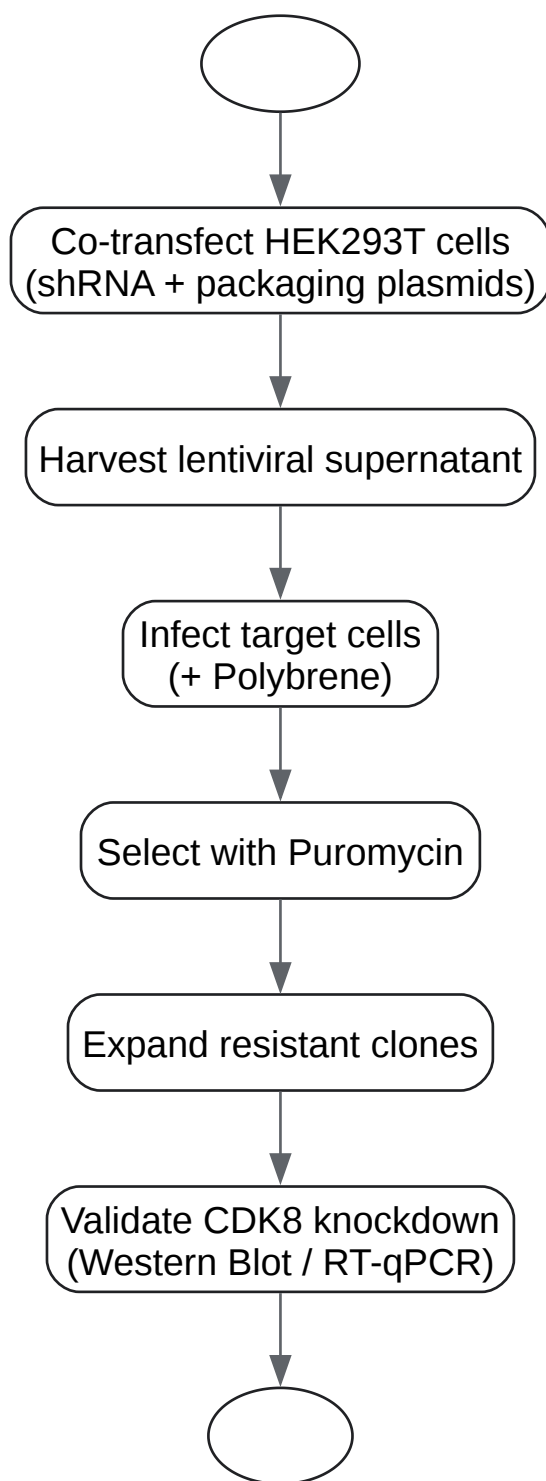 Co-transfect HEK293T cells
(shRNA + packaging plasmids)
Harvest lentiviral supernatant
Infect target cells
(+ Polybrene)
Select with Puromycin
Expand resistant clones
Validate CDK8 knockdown
(Western Blot / RT-qPCR)